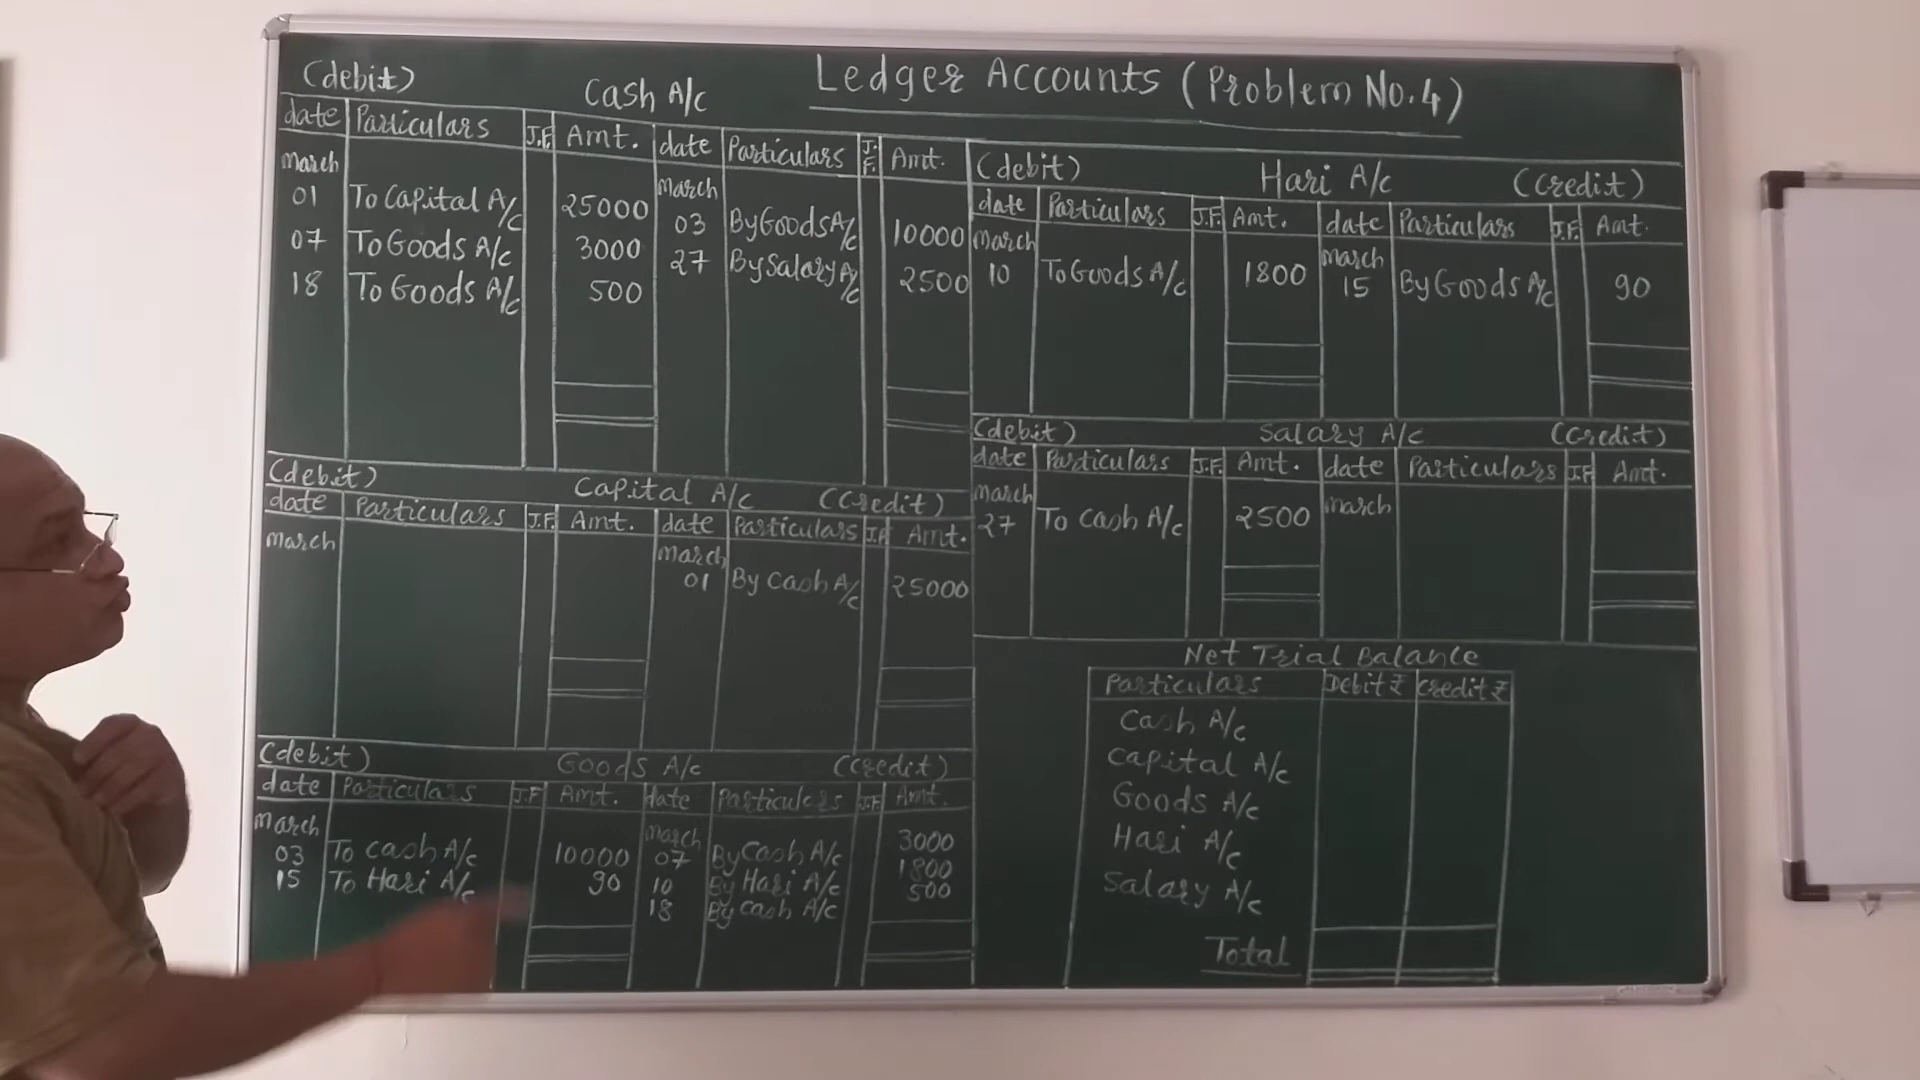 Ledger Accounts (Problem No.4)
(debit) Cash A/c
date Particulars J.F. Amt. date Particulars J.F. Amt.
March March
01 To Capital A/c 25000 03 By Goods A/c 10000
07 To Goods A/c 3000 27 By Salary A/c 2500
18 To Goods A/c 500
(debit) Capital A/c (Credit)
date Particulars J.F. Amt. date Particulars J.F. Amt.
March March
01 By Cash A/c 25000
(debit) Goods A/c (Credit)
date Particulars J.F Amt. date Particulars J.F Amt.
March March
03 To Cash A/c 10000 07 By Cash A/c 3000
15 To Hari A/c 90 10 By Hari A/c 1800
18 By Cash A/c 500
(debit) Hari A/c (Credit)
date Particulars J.F. Amt. date Particulars J.F. Amt.
March March
10 To Goods A/c 1800 15 By Goods A/c 90
(debit) Salary A/c (Credit)
date Particulars J.F. Amt. date Particulars J.F Amt.
March March
27 To Cash A/c 2500
Net Trial Balance
Particulars Debit ₹ Credit ₹
Cash A/c
Capital A/c
Goods A/c
Hari A/c
Salary A/c
Total